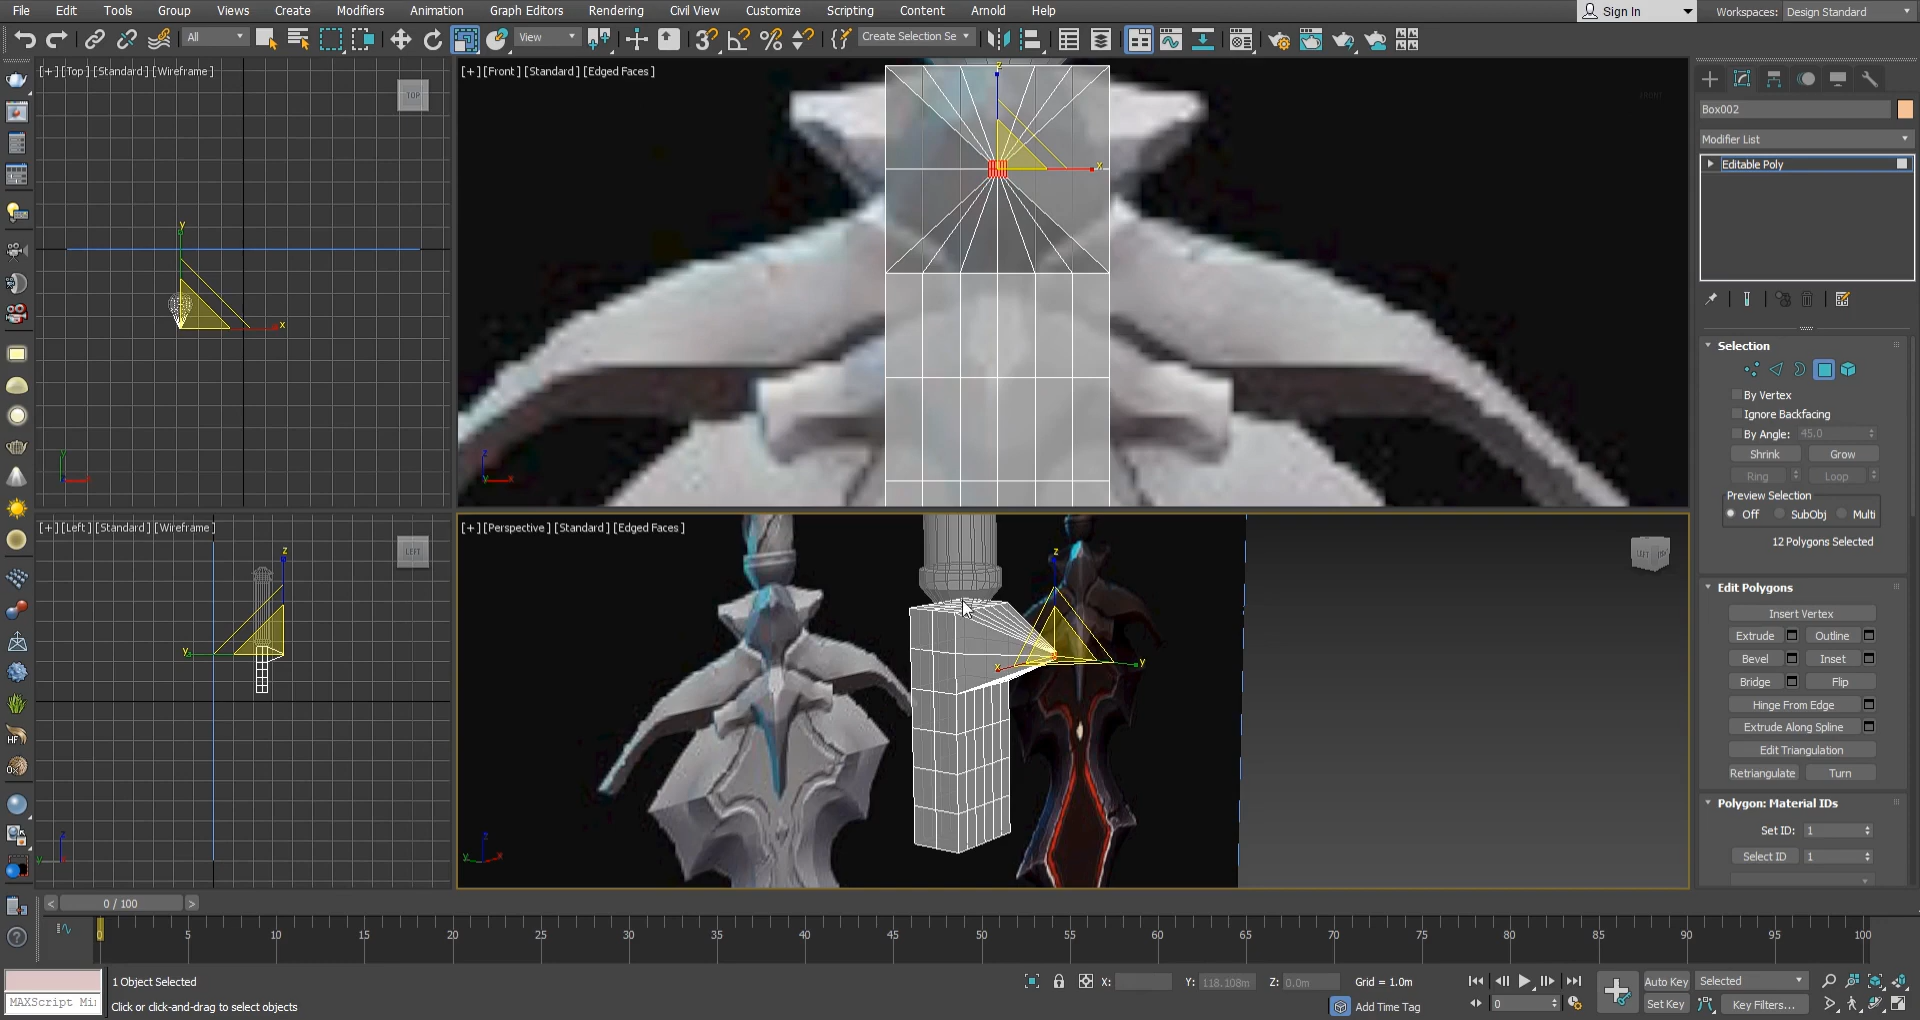 File Edit Tools Group Views Create Modifiers Animation Graph Editors Rendering Civil View Customize Scripting Content Arnold Help Sign In Workspaces: Design Standard
All View Create Selection Se
[+] [Top] [Standard] [Wireframe]
TOP
[+] [Front] [Standard] [Edged Faces]
[+] [Left] [Standard] [Wireframe]
LEFT
[+] [Perspective] [Standard] [Edged Faces]
Box002
Modifier List
Editable Poly
Selection
By Vertex
Ignore Backfacing
By Angle: 45.0
Shrink Grow
Ring Loop
Preview Selection
Off SubObj Multi
12 Polygons Selected
Edit Polygons
Insert Vertex
Extrude Outline
Bevel Inset
Bridge Flip
Hinge From Edge
Extrude Along Spline
Edit Triangulation
Retriangulate Turn
Polygon: Material IDs
Set ID: 1
Select ID 1
< 0 / 100 >
0 5 10 15 20 25 30 35 40 45 50 55 60 65 70 75 80 85 90 95 100
1 Object Selected X: Y: 118.108m Z: 0.0m Grid = 1.0m Auto Key Selected
MAXScript Mi Click or click-and-drag to select objects Add Time Tag 0 Set Key Key Filters...